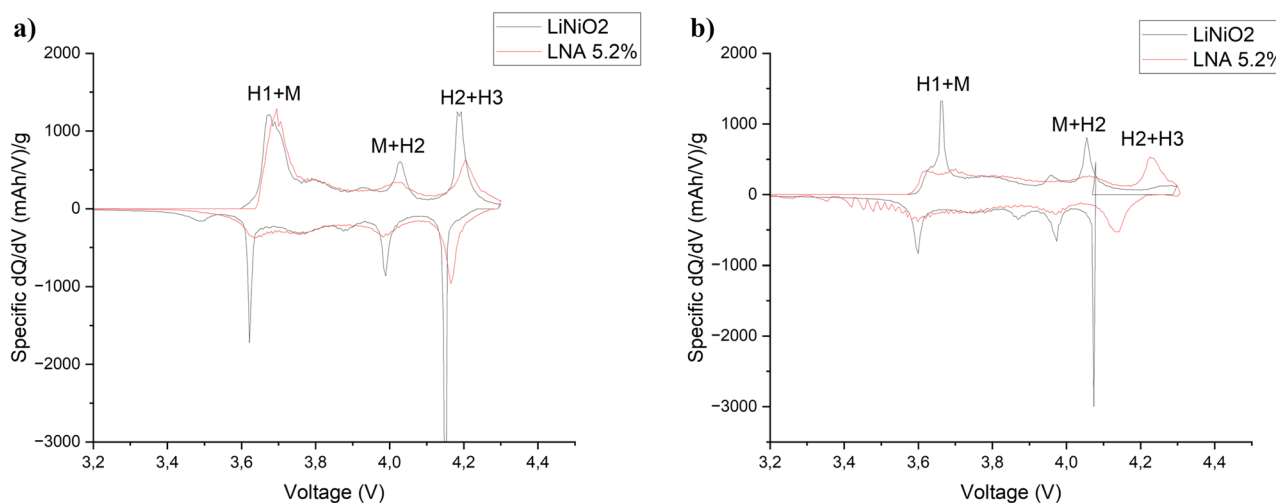 a)
LiNiO2
LNA 5.2%
2000
1000
0
−1000
−2000
−3000
Specific dQ/dV (mAh/V)/g
H1+M
M+H2
H2+H3
3,2
3,4
3,6
3,8
4,0
4,2
4,4
Voltage (V)
b)
LiNiO2
LNA 5.2%
2000
1000
0
−1000
−2000
−3000
Specific dQ/dV (mAh/V)/g
H1+M
M+H2
H2+H3
3,2
3,4
3,6
3,8
4,0
4,2
4,4
Voltage (V)